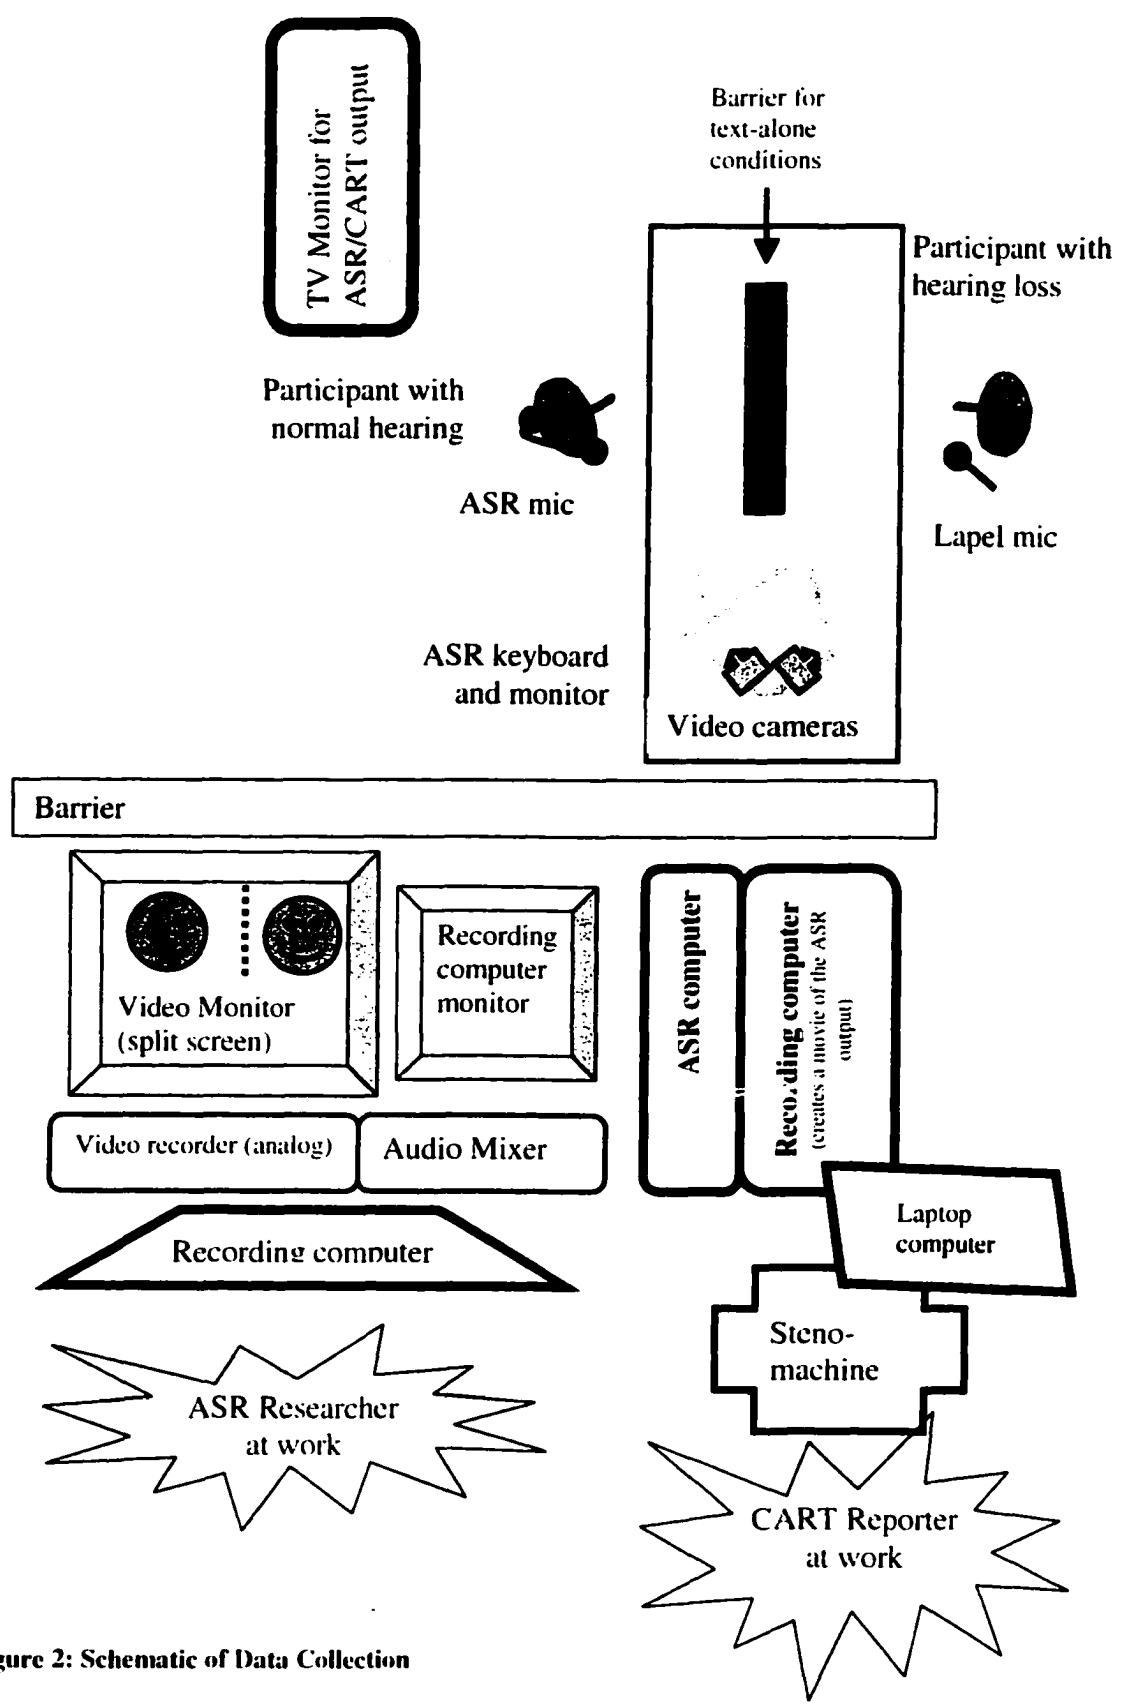 TV Monitor for
ASR/CART output
Barrier for
text-alone
conditions
Participant with
hearing loss
Participant with
normal hearing
ASR mic
Lapel mic
ASR keyboard
and monitor
Video cameras
Barrier
Video Monitor
(split screen)
Recording
computer
monitor
ASR computer
Recording computer
(creates a movie of the ASR
output)
Video recorder (analog)
Audio Mixer
Laptop
computer
Recording computer
Steno-
machine
ASR Researcher
at work
CART Reporter
at work
gure 2: Schematic of Data Collection